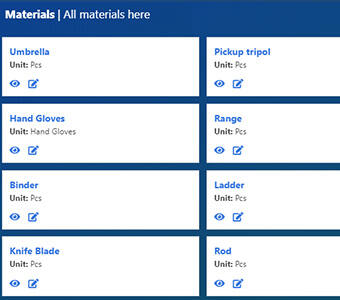 Materials | All materials here
Umbrella
Unit: Pcs
Pickup tripol
Unit: Pcs
Hand Gloves
Unit: Hand Gloves
Range
Unit: Pcs
Binder
Unit: Pcs
Ladder
Unit: Pcs
Knife Blade
Unit: Pcs
Rod
Unit: Pcs